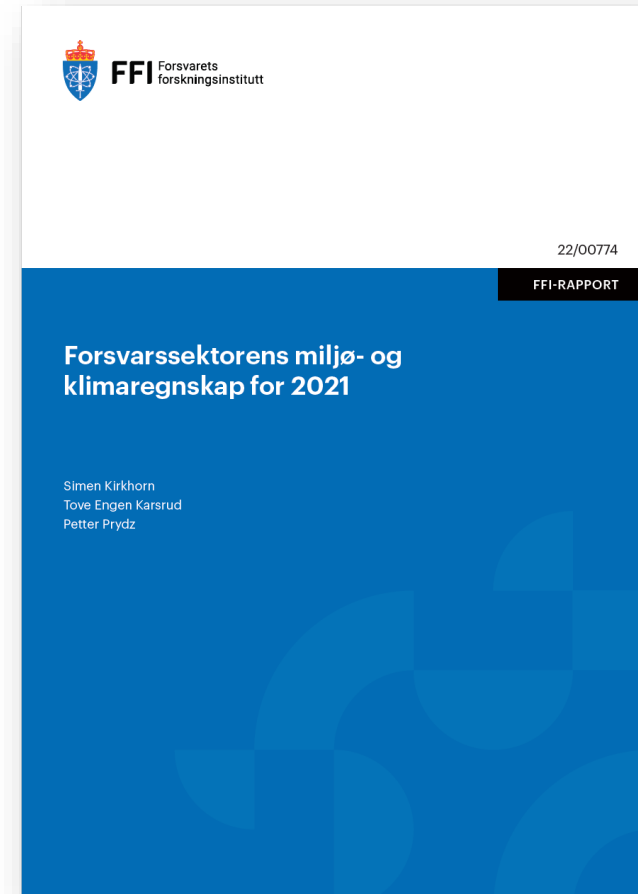 FFI Forsvarets
forskningsinstitutt
22/00774
FFI-RAPPORT
Forsvarssektorens miljø- og
klimaregnskap for 2021
Simen Kirkhorn
Tove Engen Karsrud
Petter Prydz